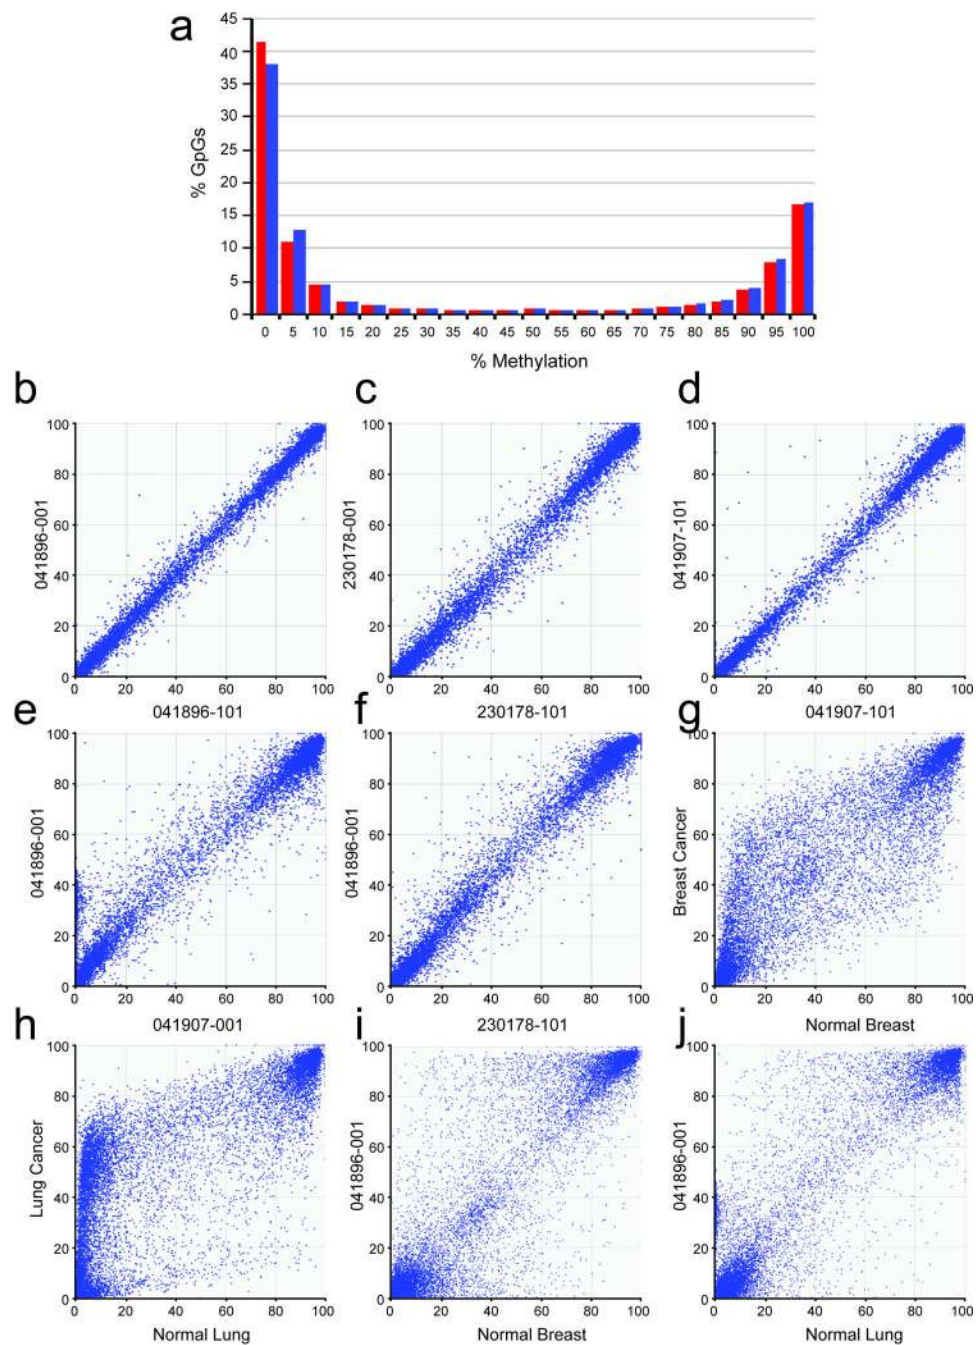 a
45
40
35
30
25
20
15
10
5
0
% GpGs
0 5 10 15 20 25 30 35 40 45 50 55 60 65 70 75 80 85 90 95 100
% Methylation
b c d
100 100 100
80 80 80
60 60 60
40 40 40
20 20 20
0 0 0
041896-001 230178-001 041907-101
0 20 40 60 80 100 0 20 40 60 80 100 0 20 40 60 80 100
041896-101 230178-101 041907-101
e f g
100 100 100
80 80 80
60 60 60
40 40 40
20 20 20
0 0 0
041896-001 041896-001 Breast Cancer
0 20 40 60 80 100 0 20 40 60 80 100 0 20 40 60 80 100
041907-001 230178-101 Normal Breast
h i j
100 100 100
80 80 80
60 60 60
40 40 40
20 20 20
0 0 0
Lung Cancer 041896-001 041896-001
0 20 40 60 80 100 0 20 40 60 80 100 0 20 40 60 80 100
Normal Lung Normal Breast Normal Lung